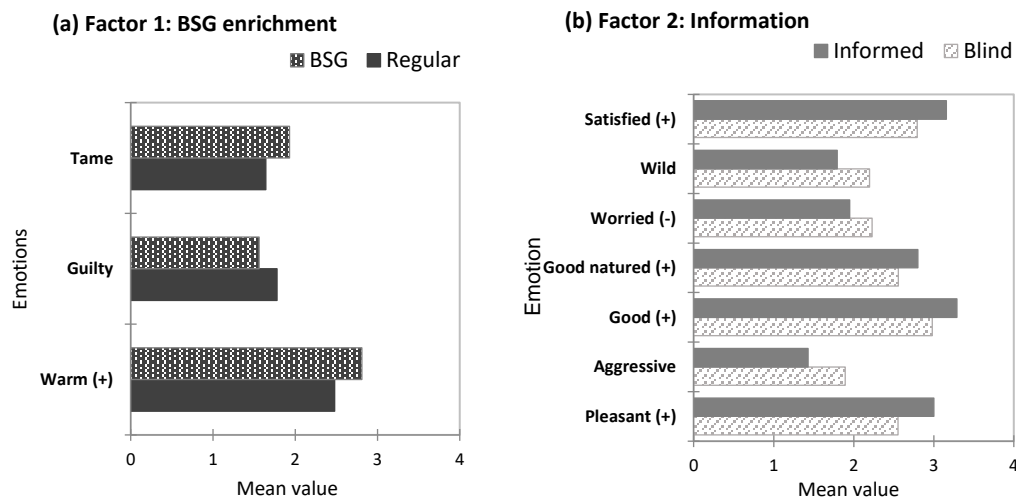 (a) Factor 1: BSG enrichment
BSG Regular
Emotions
Tame
Guilty
Warm (+)
0 1 2 3 4
Mean value
(b) Factor 2: Information
Informed Blind
Emotion
Satisfied (+)
Wild
Worried (-)
Good natured (+)
Good (+)
Aggressive
Pleasant (+)
0 1 2 3 4
Mean value